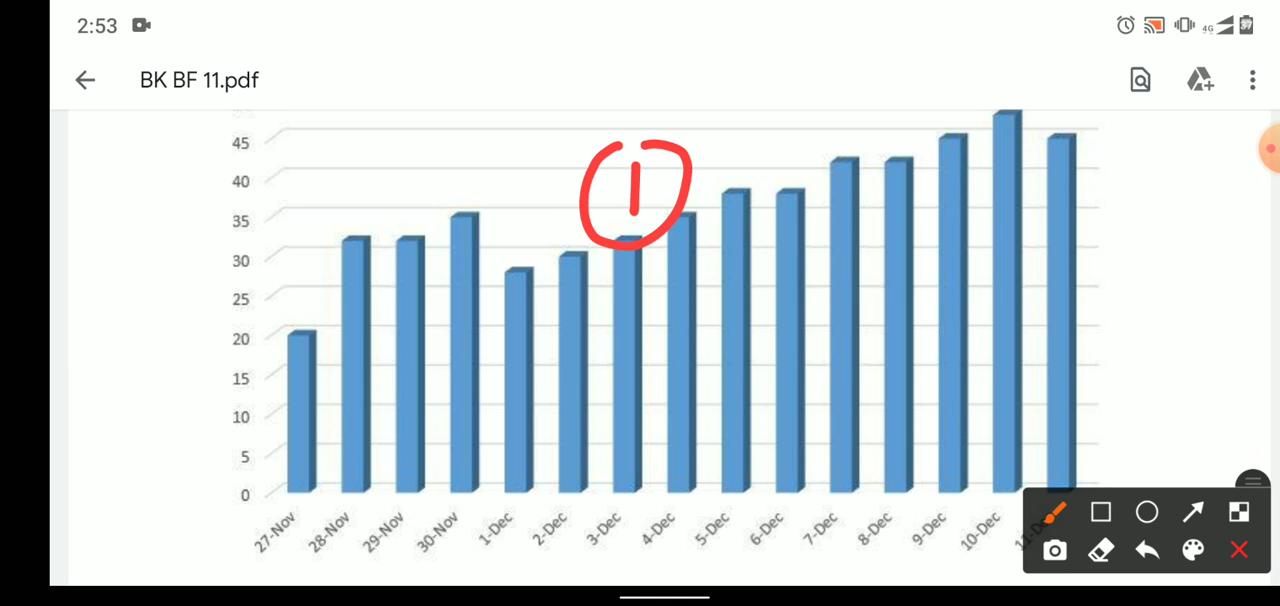 2:53
4G
37
BK BF 11.pdf
45
40
35
30
25
20
15
10
5
0
1
27-Nov
28-Nov
29-Nov
30-Nov
1-Dec
2-Dec
3-Dec
4-Dec
5-Dec
6-Dec
7-Dec
8-Dec
9-Dec
10-Dec